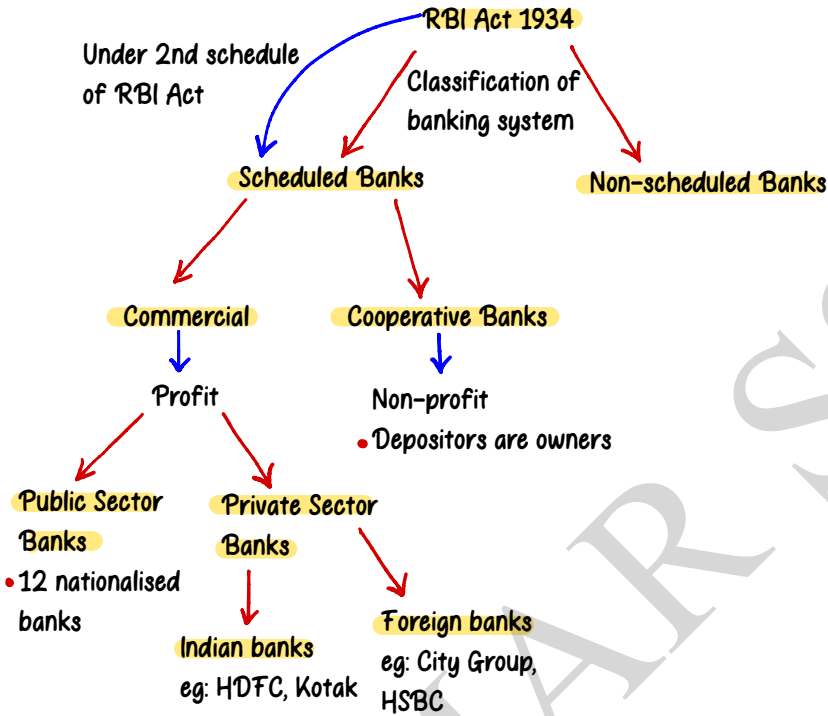 RBI Act 1934
Under 2nd schedule
of RBI Act
Classification of
banking system
Scheduled Banks
Non-scheduled Banks
Commercial
Cooperative Banks
Profit
Non-profit
• Depositors are owners
Public Sector
Banks
• 12 nationalised
banks
Private Sector
Banks
Indian banks
eg: HDFC, Kotak
Foreign banks
eg: City Group,
HSBC